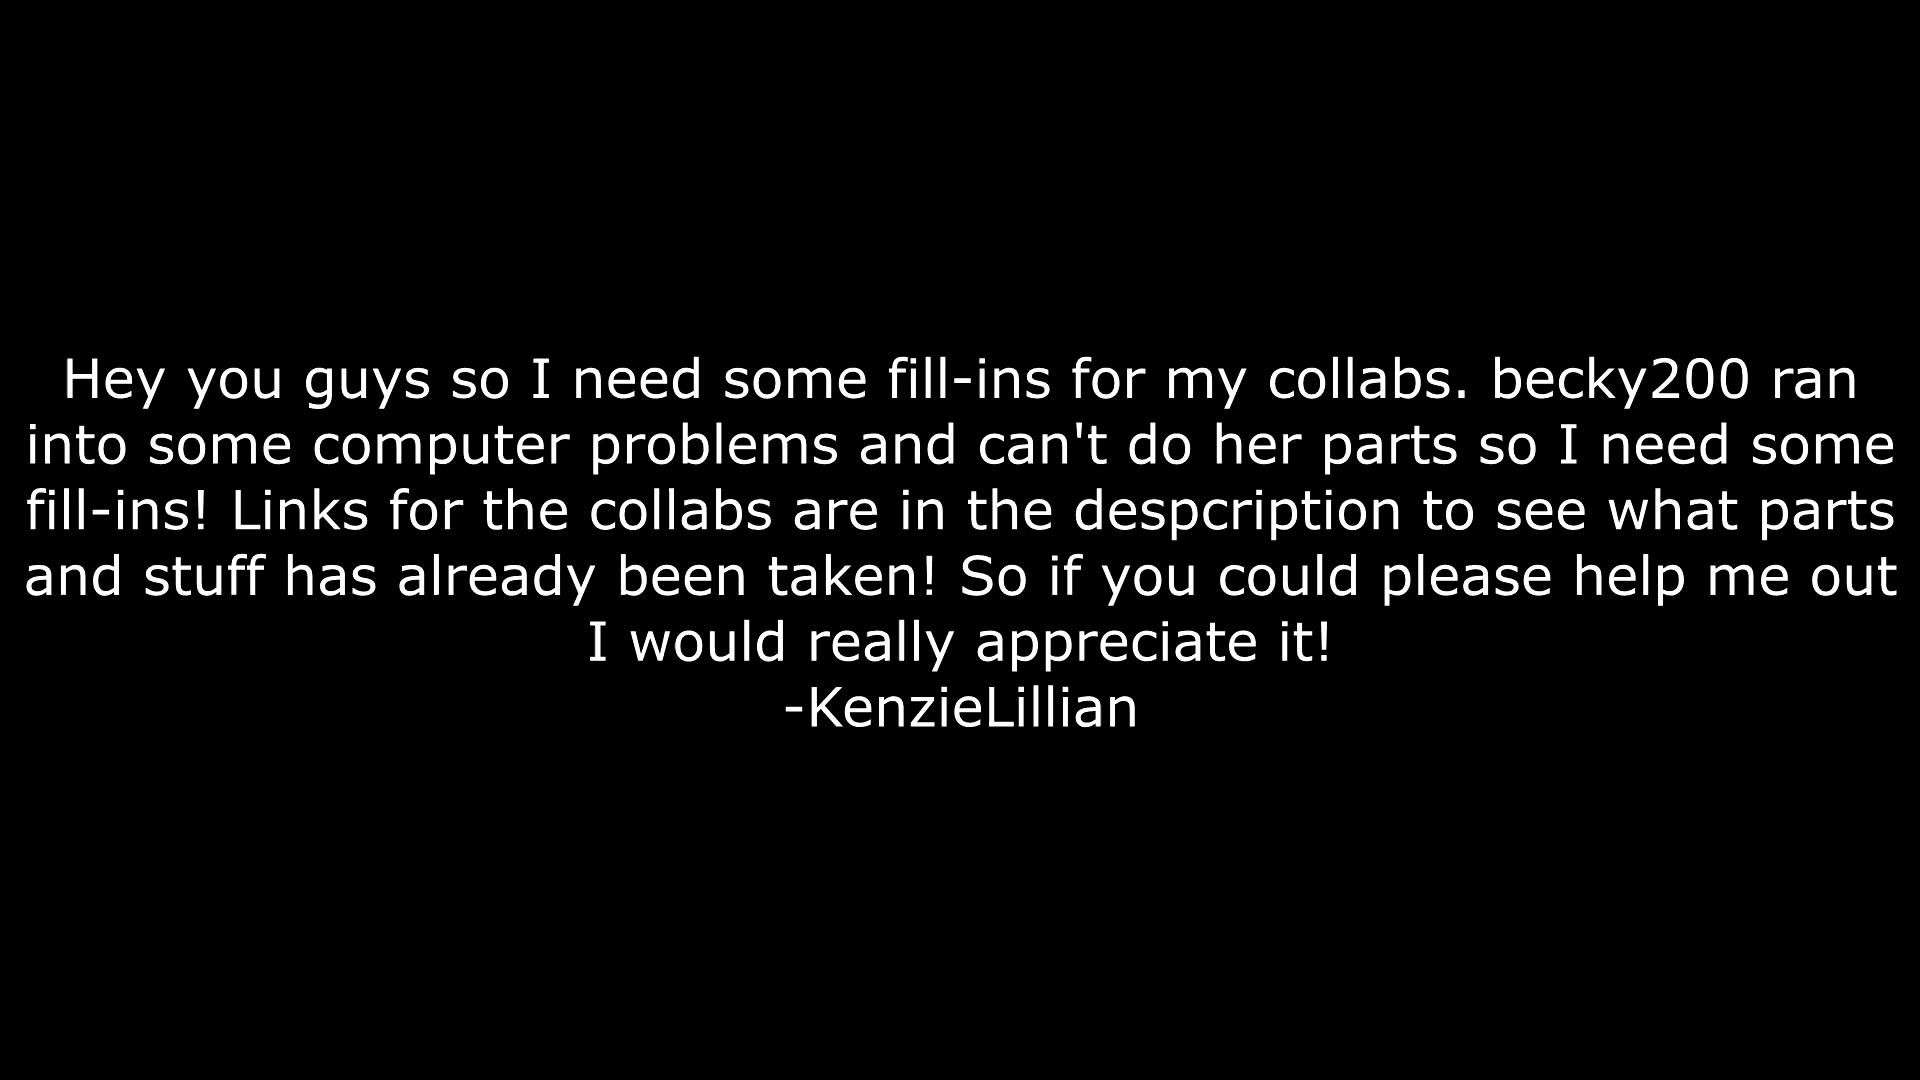 Hey you guys so I need some fill-ins for my collabs. becky200 ran
into some computer problems and can't do her parts so I need some
fill-ins! Links for the collabs are in the despcription to see what parts
and stuff has already been taken! So if you could please help me out
I would really appreciate it!
-KenzieLillian